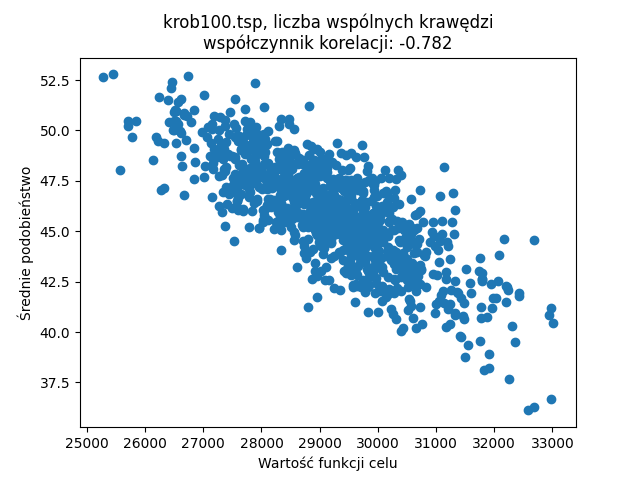 krob100.tsp, liczba wspólnych krawędzi
współczynnik korelacji: -0.782
Średnie podobieństwo
52.5
50.0
47.5
45.0
42.5
40.0
37.5
25000 26000 27000 28000 29000 30000 31000 32000 33000
Wartość funkcji celu